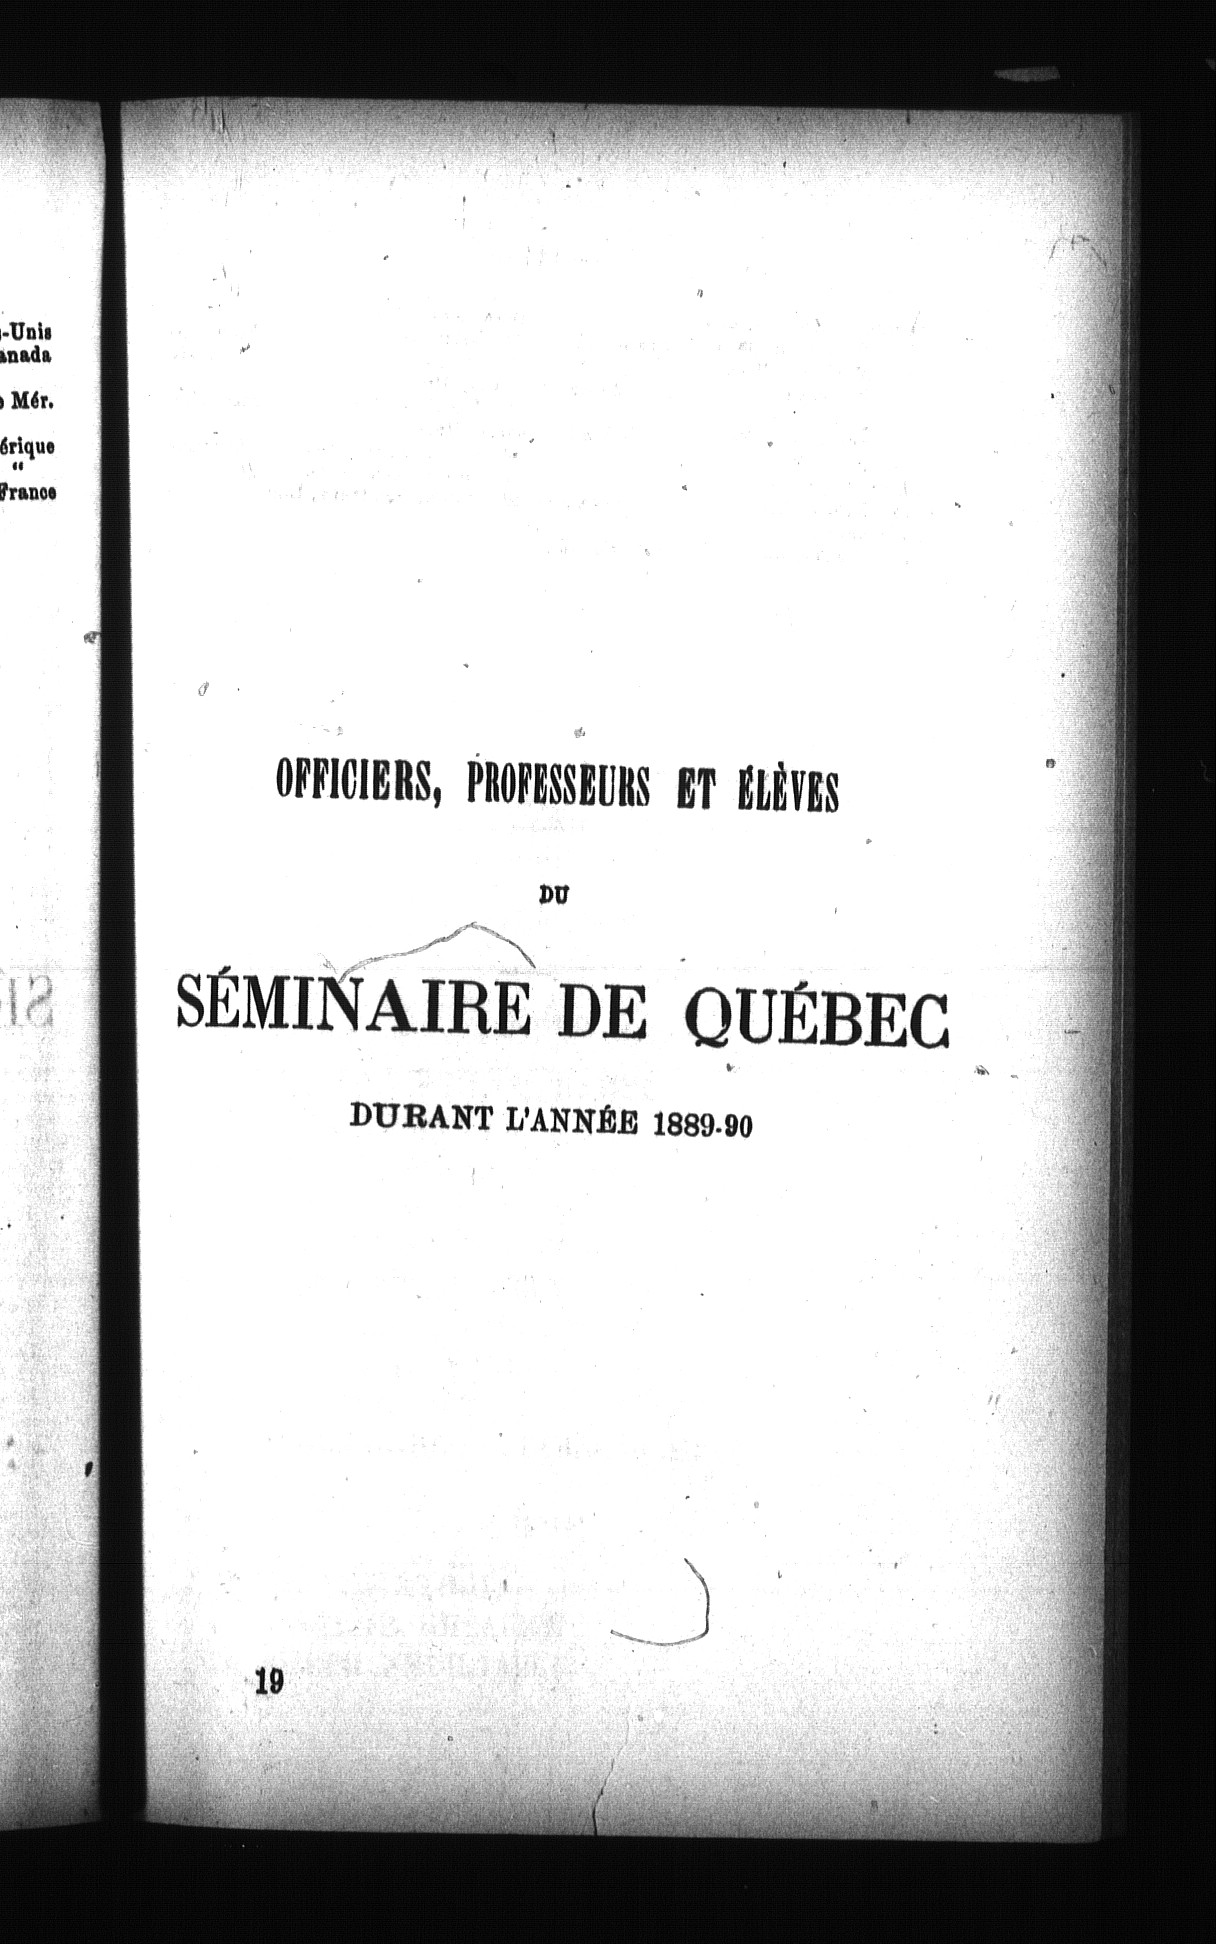 -Unis
anada
Mér.
érique
“
France
OFFICIERS, PROFESSEURS ET ÉLÈVES
DU
SÉMINAIRE DE QUÉBEC
DURANT L'ANNÉE 1889-90
19